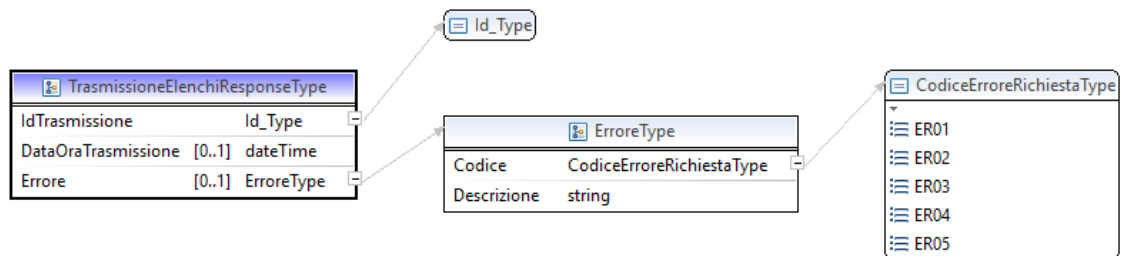 Id_Type
TrasmissioneElenchiResponseType
IdTrasmissione Id_Type
DataOraTrasmissione [0..1] dateTime
Errore [0..1] ErroreType
ErroreType
Codice CodiceErroreRichiestaType
Descrizione string
CodiceErroreRichiestaType
ER01
ER02
ER03
ER04
ER05